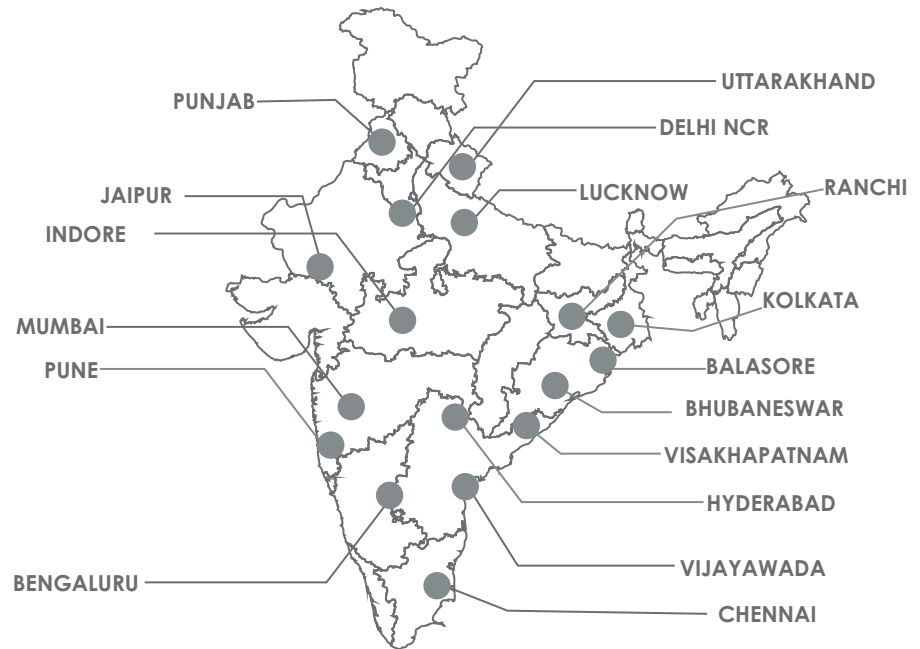 UTTARAKHAND
PUNJAB
DELHI NCR
JAIPUR
LUCKNOW
RANCHI
INDORE
KOLKATA
MUMBAI
PUNE
BALASORE
BHUBANESWAR
VISAKHAPATNAM
HYDERABAD
VIJAYAWADA
BENGALURU
CHENNAI